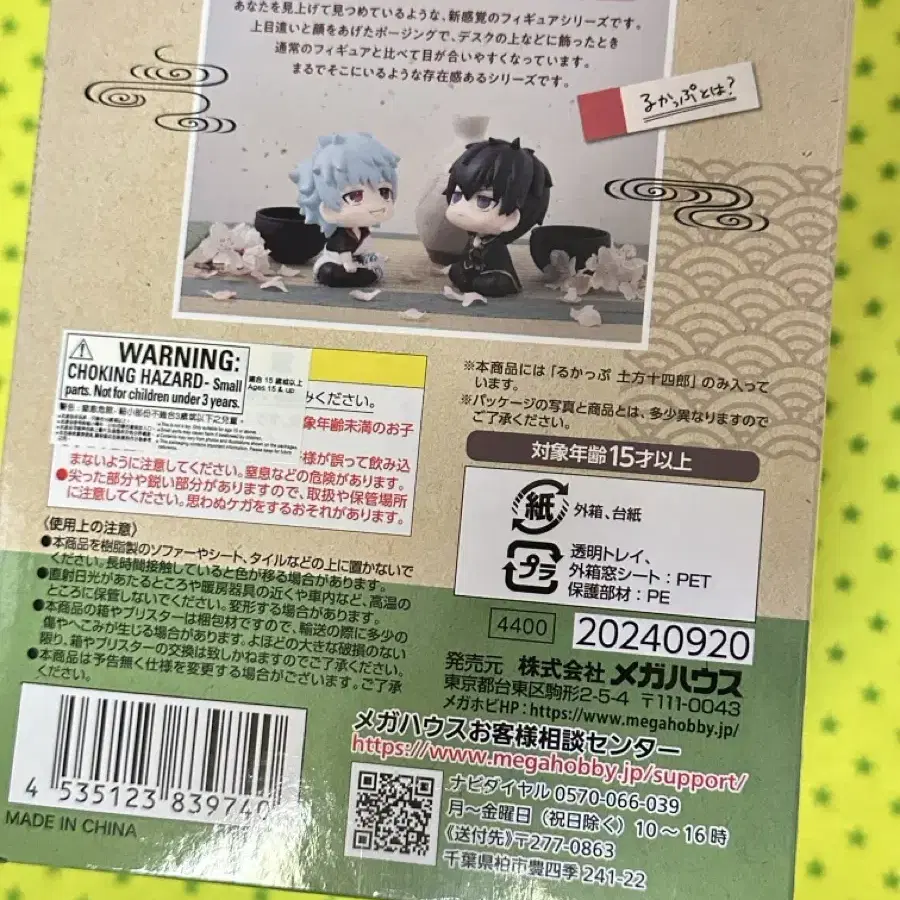 あなたを見上げて見つめているような、新感覚のフィギュアシリーズです。
上目遣いと顔をあげたポージングで、デスクの上などに飾ったとき
通常のフィギュアと比べて目が合いやすくなっています。
まるでそこにいるような存在感あるシリーズです。
るかっぷとは?
WARNING:
CHOKING HAZARD- Small
parts. Not for children under 3 years.
適合 15 歲或以上
Ages 15 & up
みください。
象年齢未満のお子
様が誤って飲み込
まないように注意してください。窒息などの危険があります。
●尖った部分や鋭い部分がありますので、取扱や保管場所
に注意してください。思わぬケガをするおそれがあります。
※本商品には「るかっぷ 土方十四郎」のみ入って
います。
※パッケージの写真と商品とは、多少異なりますので
ご了承ください。
対象年齢15才以上
紙 外箱、台紙
プラ 透明トレイ、
外箱窓シート:PET
保護部材:PE
〈使用上の注意〉
●本商品を樹脂製のソファーやシート、タイルなどの上に置かないで
ください。長時間接触していると色が移る場合があります。
●直射日光があたるところや暖房器具の近くや車内など、高温の
ところに保管しないでください。変形する場合があります。
●本商品の箱やブリスターは梱包材ですので、輸送の際に多少の
傷やへこみが生じる場合があります。よほどの大きな破損のない
限り、箱やブリスターの交換は致しかねますのでご了承ください。
●本商品は予告無く仕様を変更する場合がございます。ご了承
ください。
4400
20240920
発売元 株式会社メガハウス
東京都台東区駒形2-5-4 〒111-0043
メガホビHP:https://www.megahobby.jp/
メガハウスお客様相談センター
https://www.megahobby.jp/support/
ナビダイヤル 0570-066-039
月~金曜日(祝日除く)10~16時
《送付先》〒277-0863
千葉県柏市豊四季241-22
4 535123 839740
MADE IN CHINA